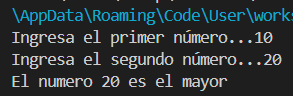 \AppData\Roaming\Code\User\works
Ingresa el primer número...10
Ingresa el segundo número...20
El numero 20 es el mayor